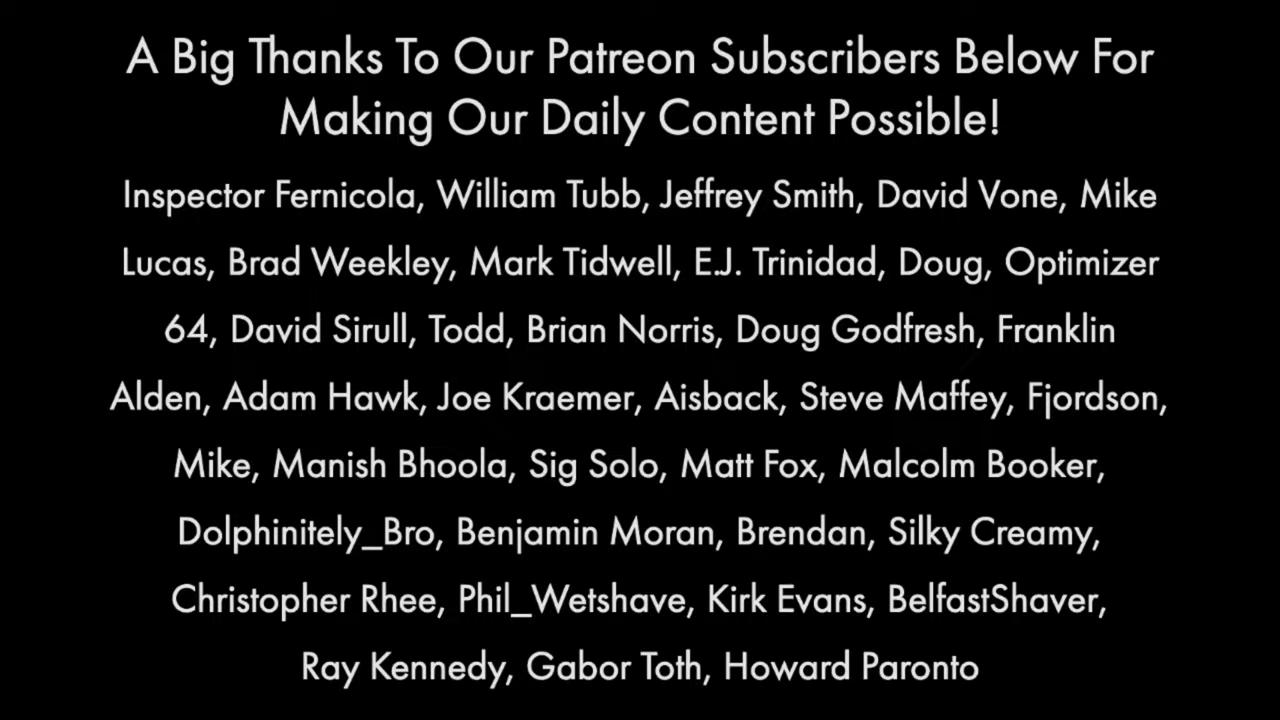 A Big Thanks To Our Patreon Subscribers Below For
Making Our Daily Content Possible!
Inspector Fernicola, William Tubb, Jeffrey Smith, David Vone, Mike
Lucas, Brad Weekley, Mark Tidwell, E.J. Trinidad, Doug, Optimizer
64, David Sirull, Todd, Brian Norris, Doug Godfresh, Franklin
Alden, Adam Hawk, Joe Kraemer, Aisback, Steve Maffey, Fjordson,
Mike, Manish Bhoola, Sig Solo, Matt Fox, Malcolm Booker,
Dolphinitely_Bro, Benjamin Moran, Brendan, Silky Creamy,
Christopher Rhee, Phil_Wetshave, Kirk Evans, BelfastShaver,
Ray Kennedy, Gabor Toth, Howard Paronto